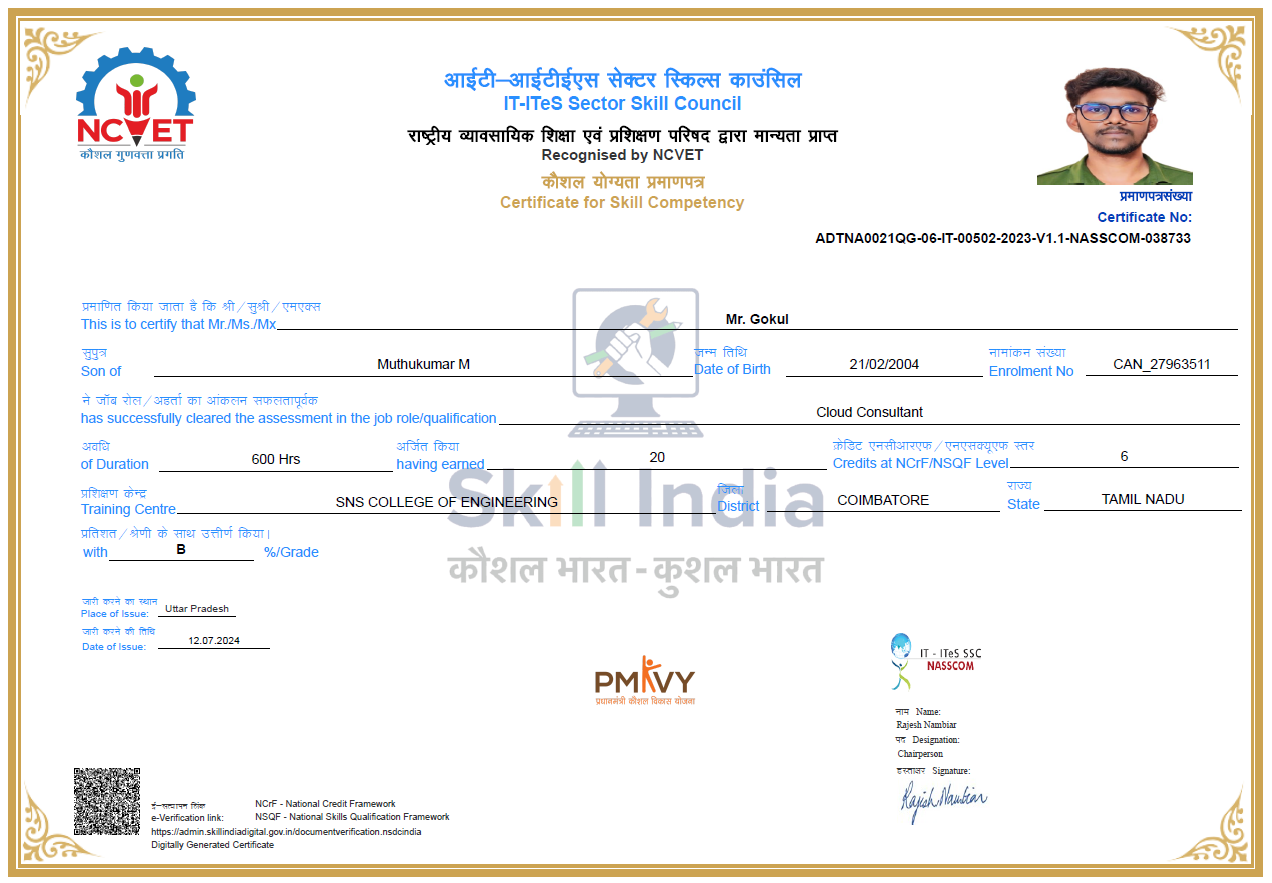 NCVET
कौशल गुणवत्ता प्रगति
आईटी–आईटीईएस सेक्टर स्किल्स काउंसिल
IT-ITeS Sector Skill Council
राष्ट्रीय व्यावसायिक शिक्षा एवं प्रशिक्षण परिषद द्वारा मान्यता प्राप्त
Recognised by NCVET
कौशल योग्यता प्रमाणपत्र
Certificate for Skill Competency
प्रमाणपत्रसंख्या
Certificate No:
ADTNA0021QG-06-IT-00502-2023-V1.1-NASSCOM-038733
प्रमाणित किया जाता है कि श्री/सुश्री/एमएक्स
This is to certify that Mr./Ms./Mx Mr. Gokul
सुपुत्र जन्म तिथि नामांकन संख्या
Son of Muthukumar M Date of Birth 21/02/2004 Enrolment No CAN_27963511
ने जॉब रोल/अर्हता का आंकलन सफलतापूर्वक
has successfully cleared the assessment in the job role/qualification Cloud Consultant
अवधि अर्जित किया क्रेडिट एनसीआरएफ/एनएसक्यूएफ स्तर
of Duration 600 Hrs having earned 20 Credits at NCrF/NSQF Level 6
प्रशिक्षण केन्द्र जिला राज्य
Training Centre SNS COLLEGE OF ENGINEERING District COIMBATORE State TAMIL NADU
Skill India
प्रतिशत/श्रेणी के साथ उत्तीर्ण किया।
with B %/Grade
कौशल भारत-कुशल भारत
जारी करने का स्थान
Place of Issue: Uttar Pradesh
जारी करने की तिथि
Date of Issue: 12.07.2024
PMKVY
प्रधानमंत्री कौशल विकास योजना
IT - ITeS SSC
NASSCOM
नाम Name:
Rajesh Nambiar
पद Designation:
Chairperson
हस्ताक्षर Signature:
Rajesh Nambiar
ई–सत्यापन लिंक NCrF - National Credit Framework
e-Verification link: NSQF - National Skills Qualification Framework
https://admin.skillindiadigital.gov.in/documentverification.nsdcindia
Digitally Generated Certificate